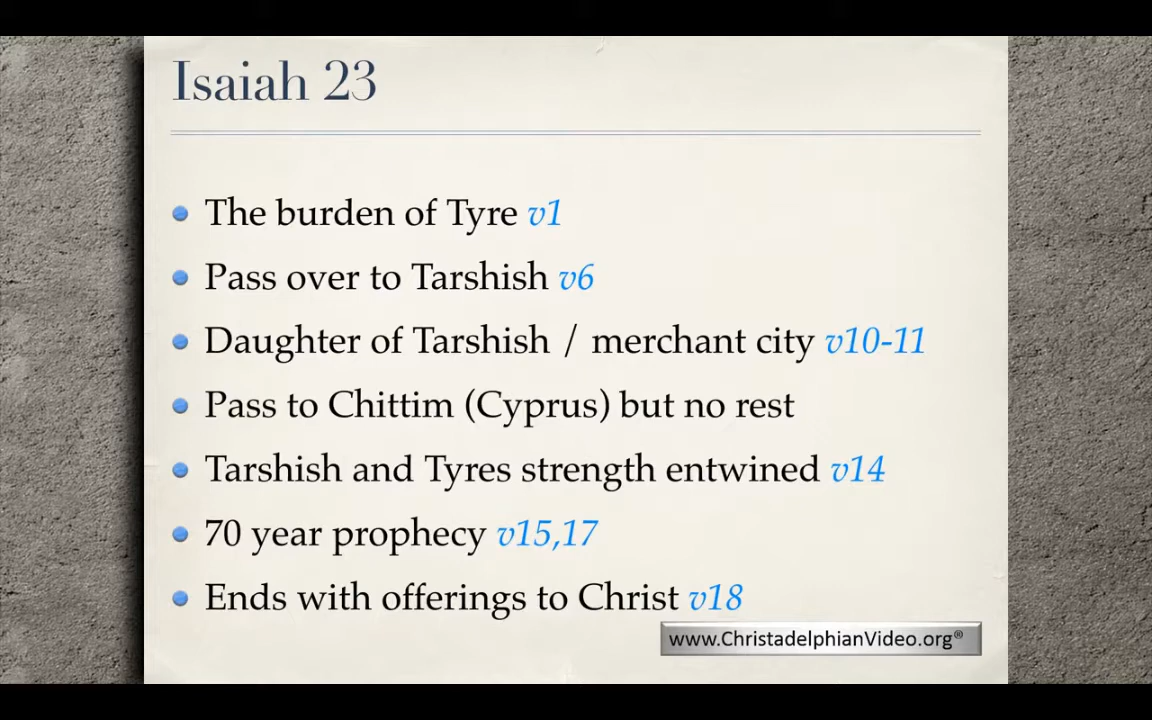 Isaiah 23
The burden of Tyre v1
Pass over to Tarshish v6
Daughter of Tarshish / merchant city v10-11
Pass to Chittim (Cyprus) but no rest
Tarshish and Tyres strength entwined v14
70 year prophecy v15,17
Ends with offerings to Christ v18
www.ChristadelphianVideo.org®